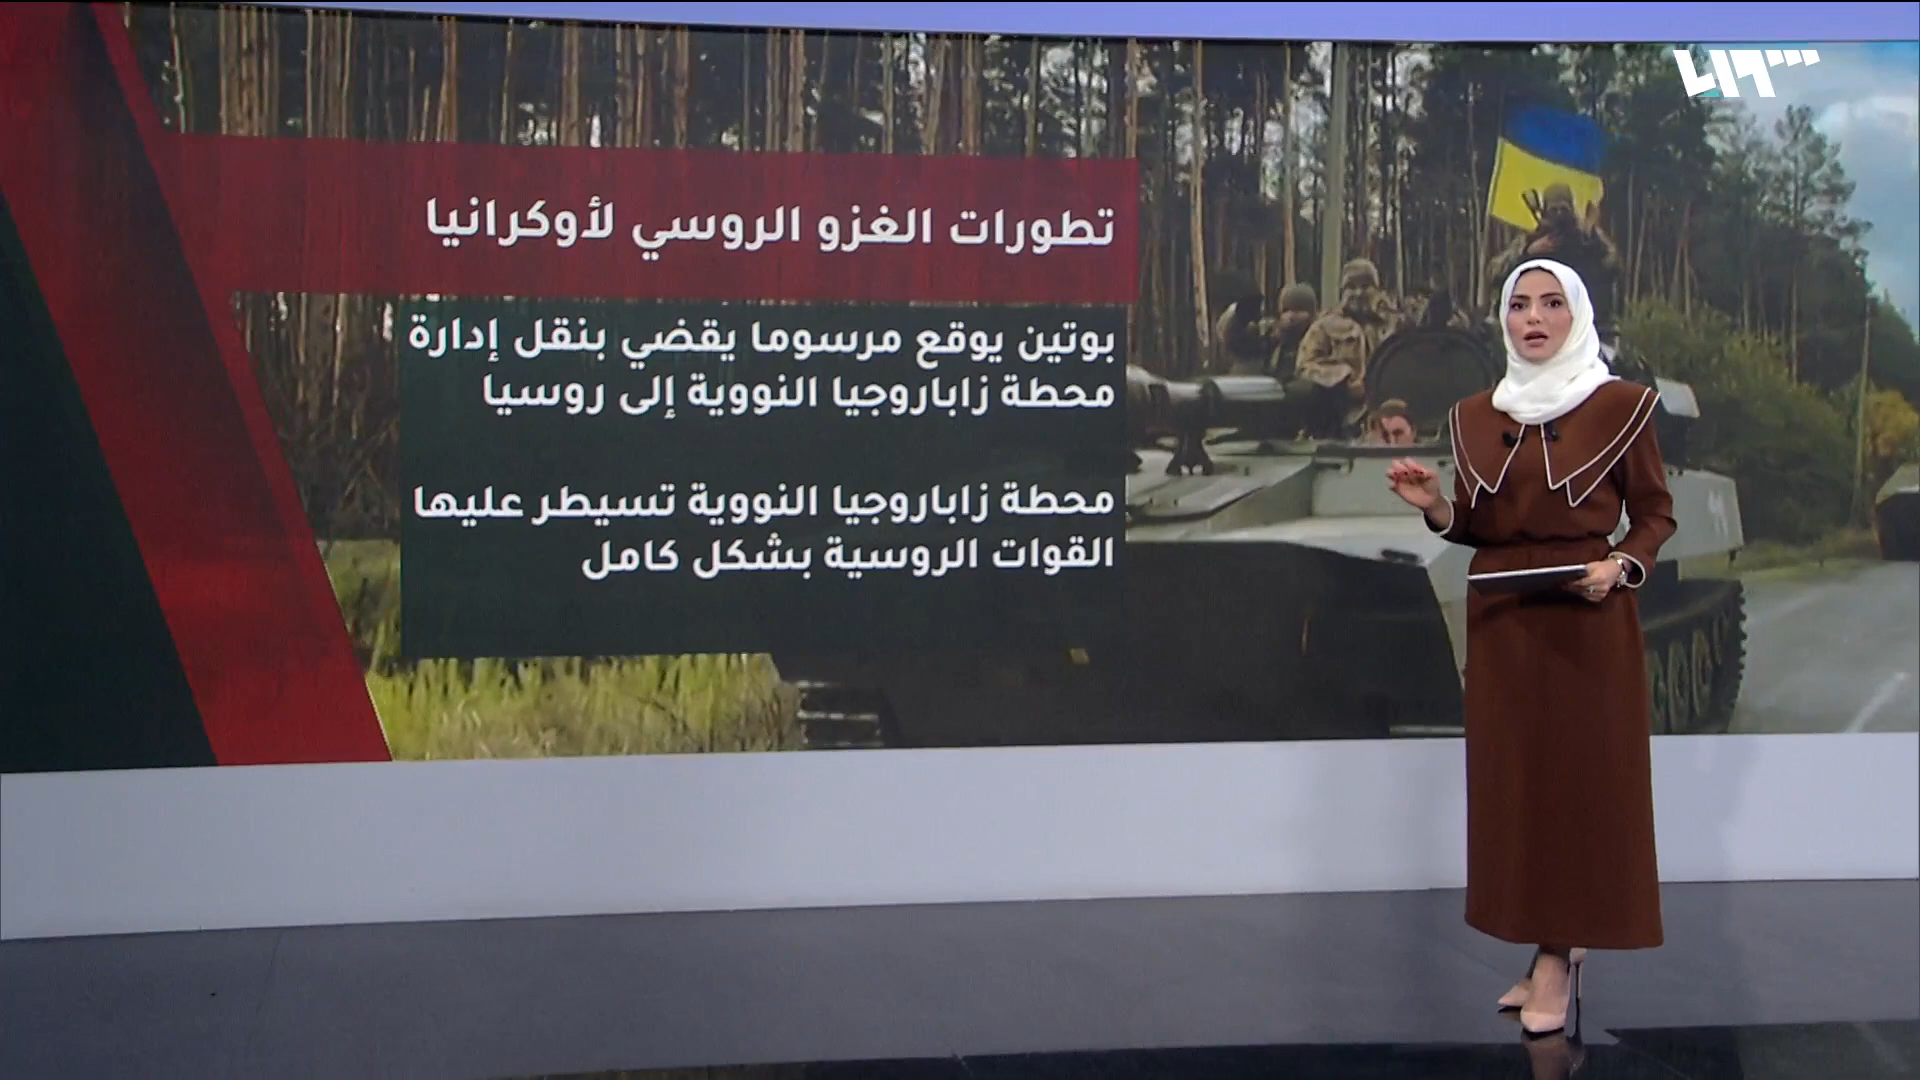 سوريا
تطورات الغزو الروسي لأوكرانيا
بوتين يوقع مرسوما يقضي بنقل إدارة
محطة زاباروجيا النووية إلى روسيا
محطة زاباروجيا النووية تسيطر عليها
القوات الروسية بشكل كامل